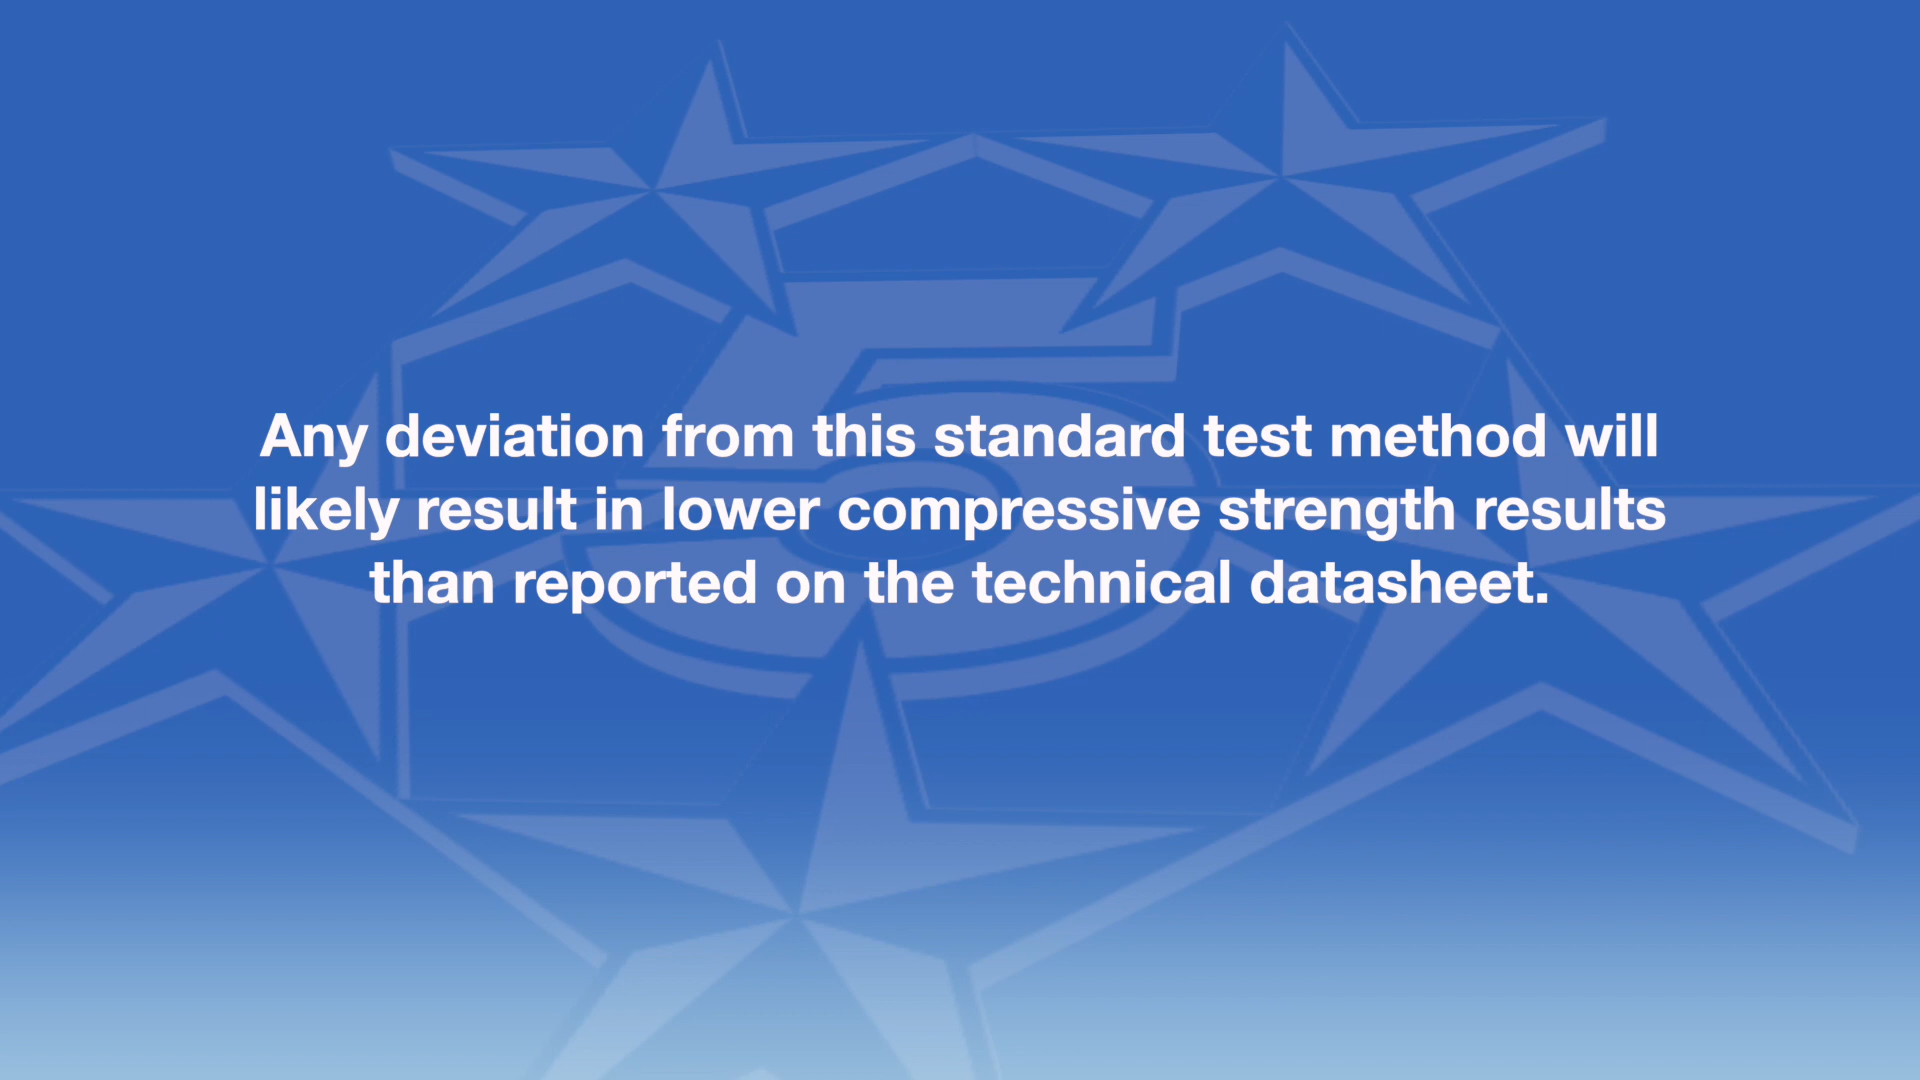 Any deviation from this standard test method will
likely result in lower compressive strength results
than reported on the technical datasheet.
5